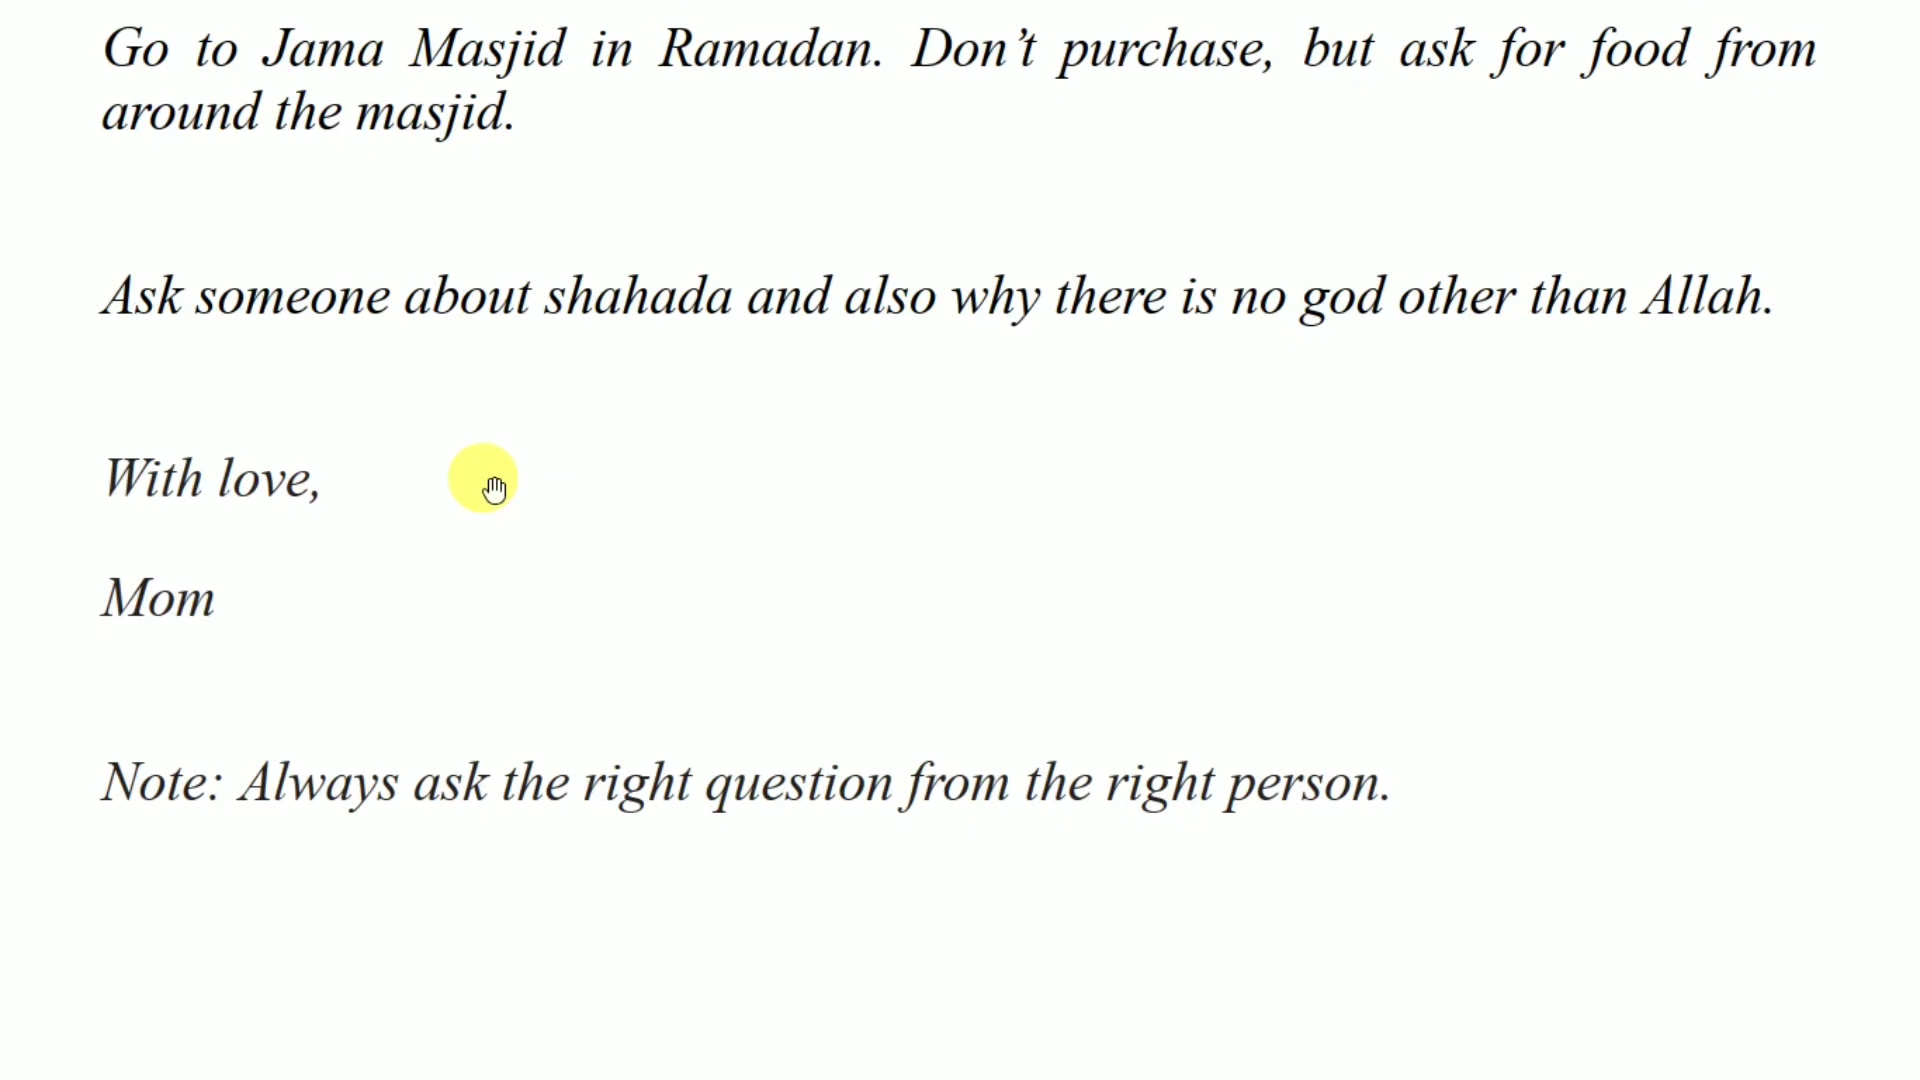 Go to Jama Masjid in Ramadan. Don’t purchase, but ask for food from
around the masjid.
Ask someone about shahada and also why there is no god other than Allah.
With love,
Mom
Note: Always ask the right question from the right person.